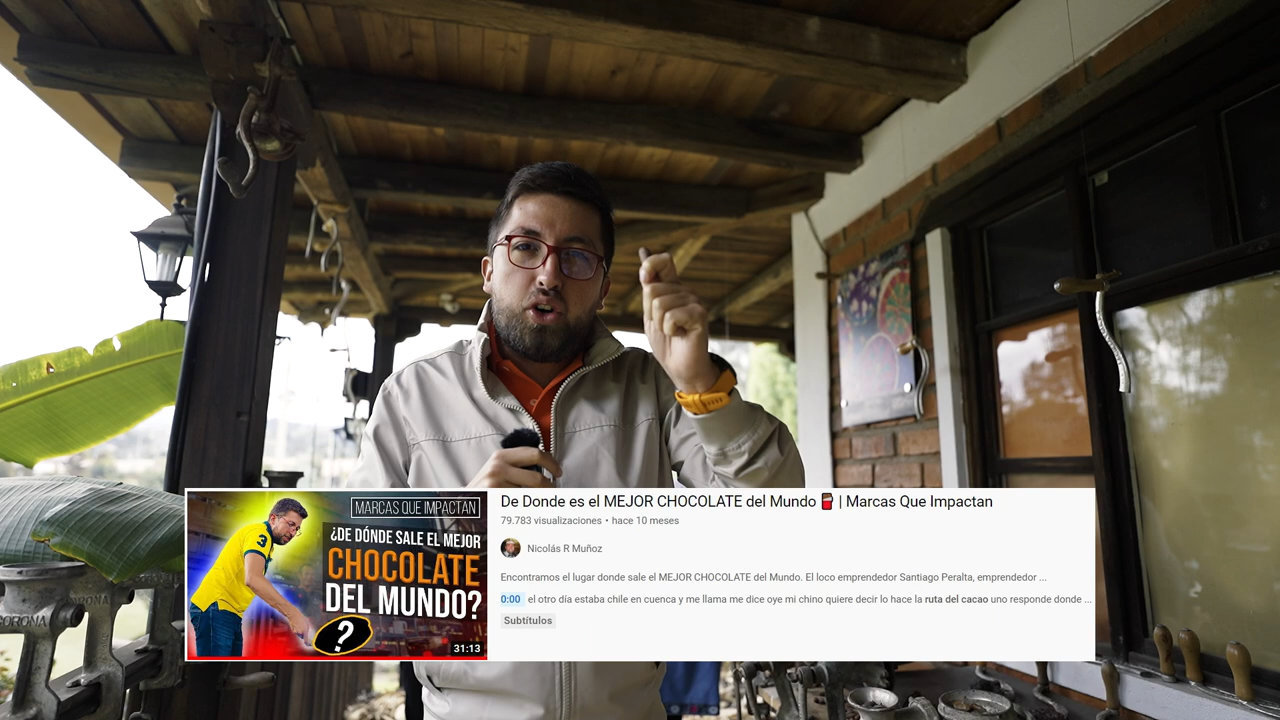 De Donde es el MEJOR CHOCOLATE del Mundo 🍫 | Marcas Que Impactan
79.783 visualizaciones • hace 10 meses
Nicolás R Muñoz
Encontramos el lugar donde sale el MEJOR CHOCOLATE del Mundo. El loco emprendedor Santiago Peralta, emprendedor ...
0:00 el otro día estaba chile en cuenca y me llama me dice oye mi chino quiere decir lo hace la ruta del cacao uno responde donde ...
Subtítulos
MARCAS QUE IMPACTAN
¿DE DÓNDE SALE EL MEJOR
CHOCOLATE
DEL MUNDO?
?
3
31:13
CORONA
CORONA